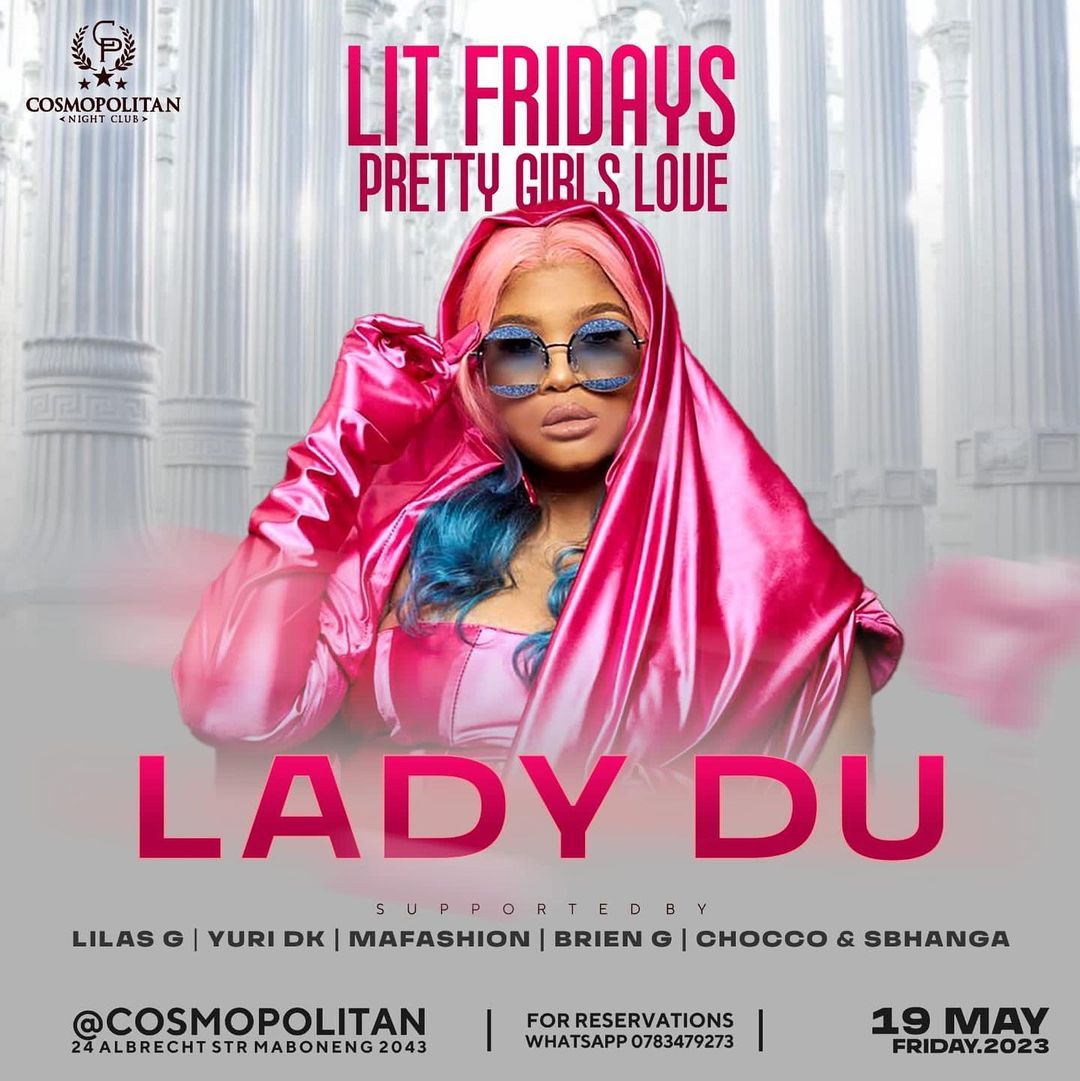 CP
COSMOPOLITAN
NIGHT CLUB
LIT FRIDAYS
PRETTY GIRLS LOVE
LADY DU
SUPPORTED BY
LILAS G | YURI DK | MAFASHION | BRIEN G | CHOCCO & SBHANGA
@COSMOPOLITAN
24 ALBRECHT STR MABONENG 2043
FOR RESERVATIONS
WHATSAPP 0783479273
19 MAY
FRIDAY.2023